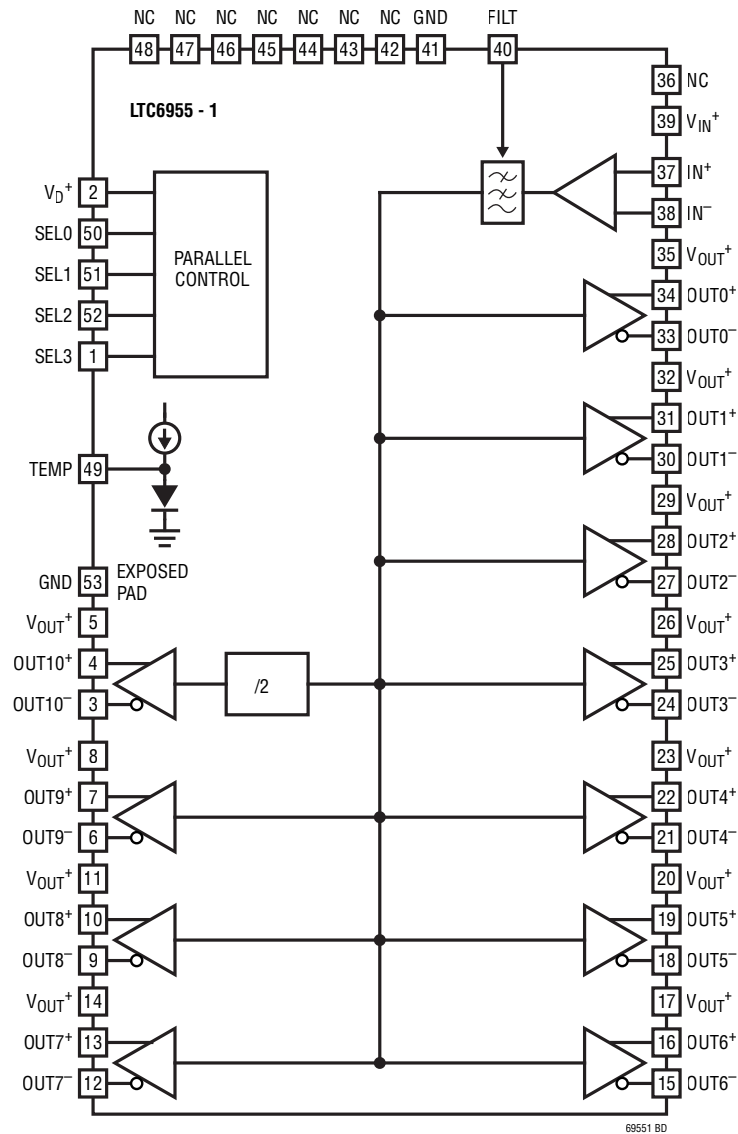 NC NC NC NC NC NC NC GND FILT
48 47 46 45 44 43 42 41 40
36 NC
LTC6955 - 1
39 VIN+
37 IN+
VD+ 2
38 IN−
SEL0 50
35 VOUT+
PARALLEL
CONTROL
SEL1 51
34 OUT0+
SEL2 52
33 OUT0−
SEL3 1
32 VOUT+
31 OUT1+
TEMP 49
30 OUT1−
29 VOUT+
28 OUT2+
EXPOSED
PAD
GND 53
27 OUT2−
VOUT+ 5
26 VOUT+
OUT10+ 4
25 OUT3+
/2
OUT10− 3
24 OUT3−
VOUT+ 8
23 VOUT+
OUT9+ 7
22 OUT4+
OUT9− 6
21 OUT4−
VOUT+ 11
20 VOUT+
OUT8+ 10
19 OUT5+
OUT8− 9
18 OUT5−
VOUT+ 14
17 VOUT+
OUT7+ 13
16 OUT6+
OUT7− 12
15 OUT6−
69551 BD